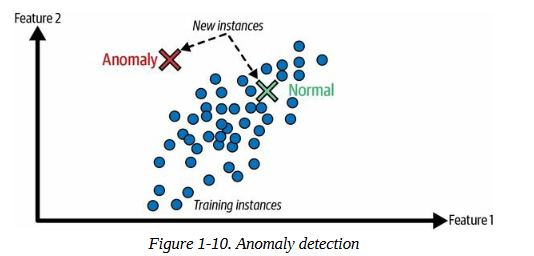 Feature 2
New instances
Anomaly
Normal
Training instances
Feature 1
Figure 1-10. Anomaly detection